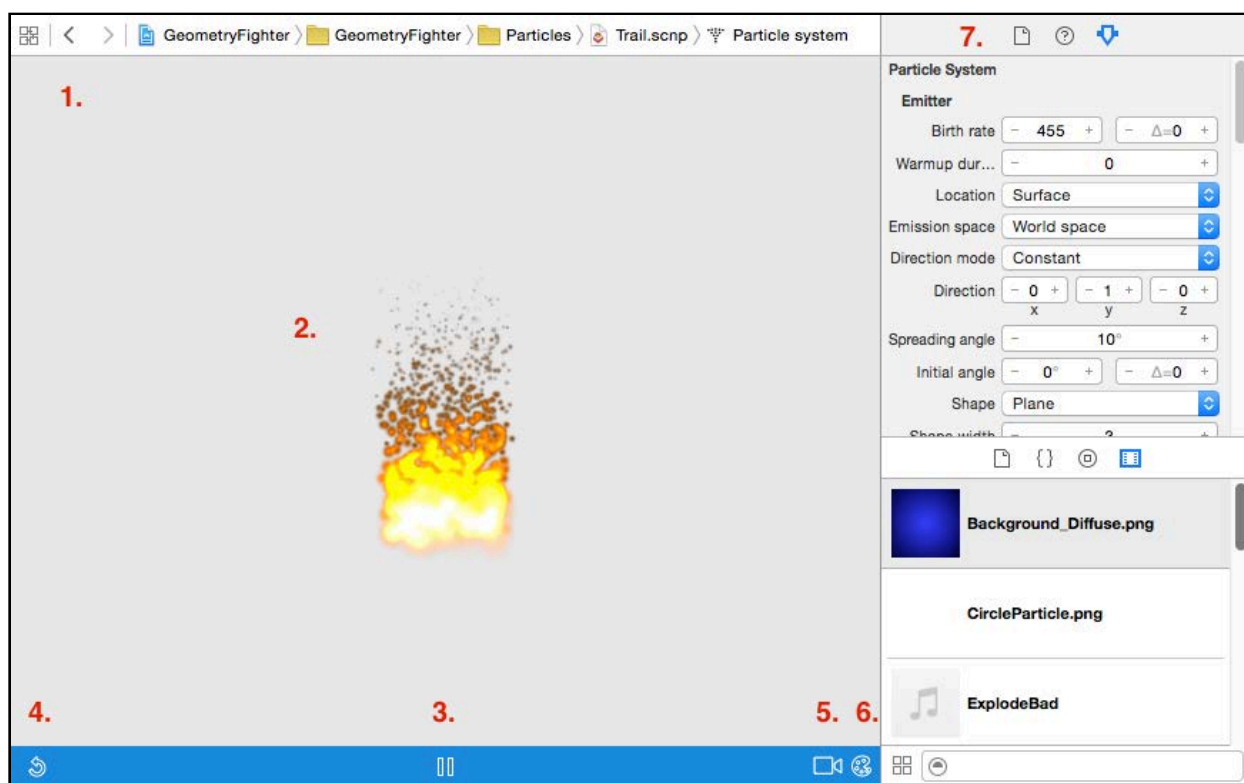 GeometryFighter GeometryFighter Particles Trail.scnp Particle system
7.
1.
Particle System
Emitter
Birth rate - 455 + - Δ=0 +
Warmup dur... - 0 +
Location Surface
Emission space World space
Direction mode Constant
Direction - 0 + - 1 + - 0 +
x y z
2.
Spreading angle - 10° +
Initial angle - 0° + - Δ=0 +
Shape Plane
Shape width
{}
Background_Diffuse.png
CircleParticle.png
ExplodeBad
4. 3. 5. 6.